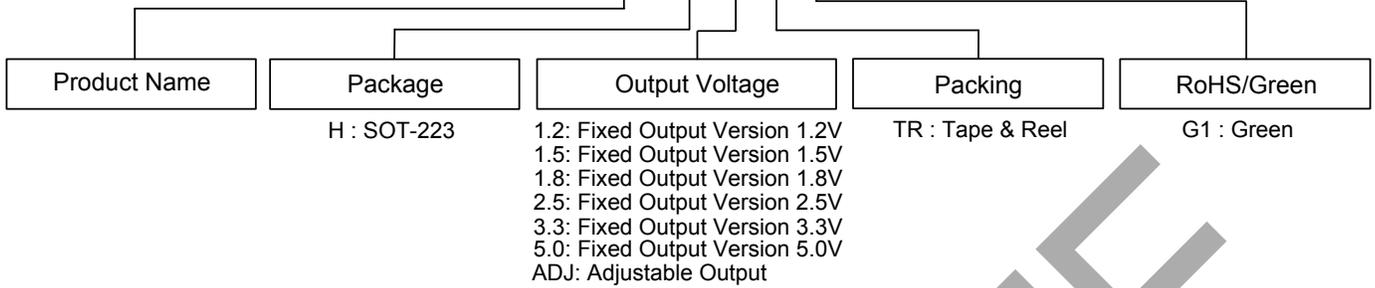 Product Name
Package
Output Voltage
Packing
RoHS/Green
H : SOT-223
1.2: Fixed Output Version 1.2V
1.5: Fixed Output Version 1.5V
1.8: Fixed Output Version 1.8V
2.5: Fixed Output Version 2.5V
3.3: Fixed Output Version 3.3V
5.0: Fixed Output Version 5.0V
ADJ: Adjustable Output
TR : Tape & Reel
G1 : Green